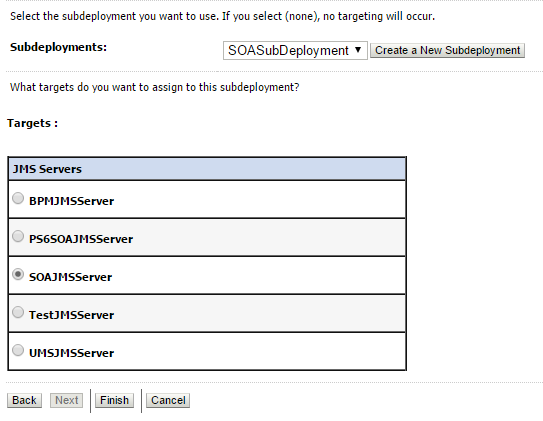 Select the subdeployment you want to use. If you select (none), no targeting will occur.
Subdeployments: SOASubDeployment Create a New Subdeployment
What targets do you want to assign to this subdeployment?
Targets :
JMS Servers
BPMJMSServer
PS6SOAJMSServer
SOAJMSServer
TestJMSServer
UMSJMSServer
Back Next Finish Cancel